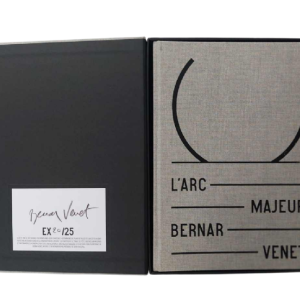 Bernar Venet
EX /25
L'ARC
MAJEUR
BERNAR
VENET